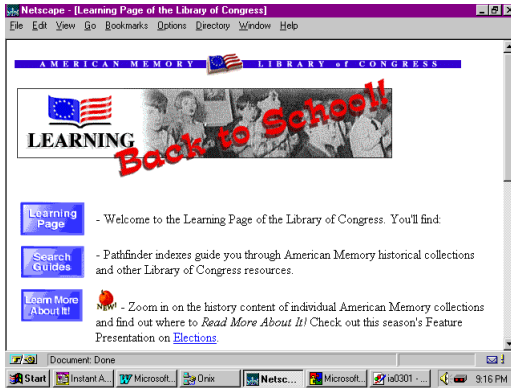 Netscape - [Learning Page of the Library of Congress]
File Edit View Go Bookmarks Options Directory Window Help
AMERICAN MEMORY LIBRARY of CONGRESS
LEARNING
Back to School!
Learning Page
- Welcome to the Learning Page of the Library of Congress. You'll find:
Search Guides
- Pathfinder indexes guide you through American Memory historical collections
and other Library of Congress resources.
Learn More About It!
NEW! - Zoom in on the history content of individual American Memory collections
and find out where to Read More About It! Check out this season's Feature
Presentation on Elections.
Document: Done
Start Instant A... Microsoft... Onix Netsc... Microsoft... ia0301 - ... 9:16 PM